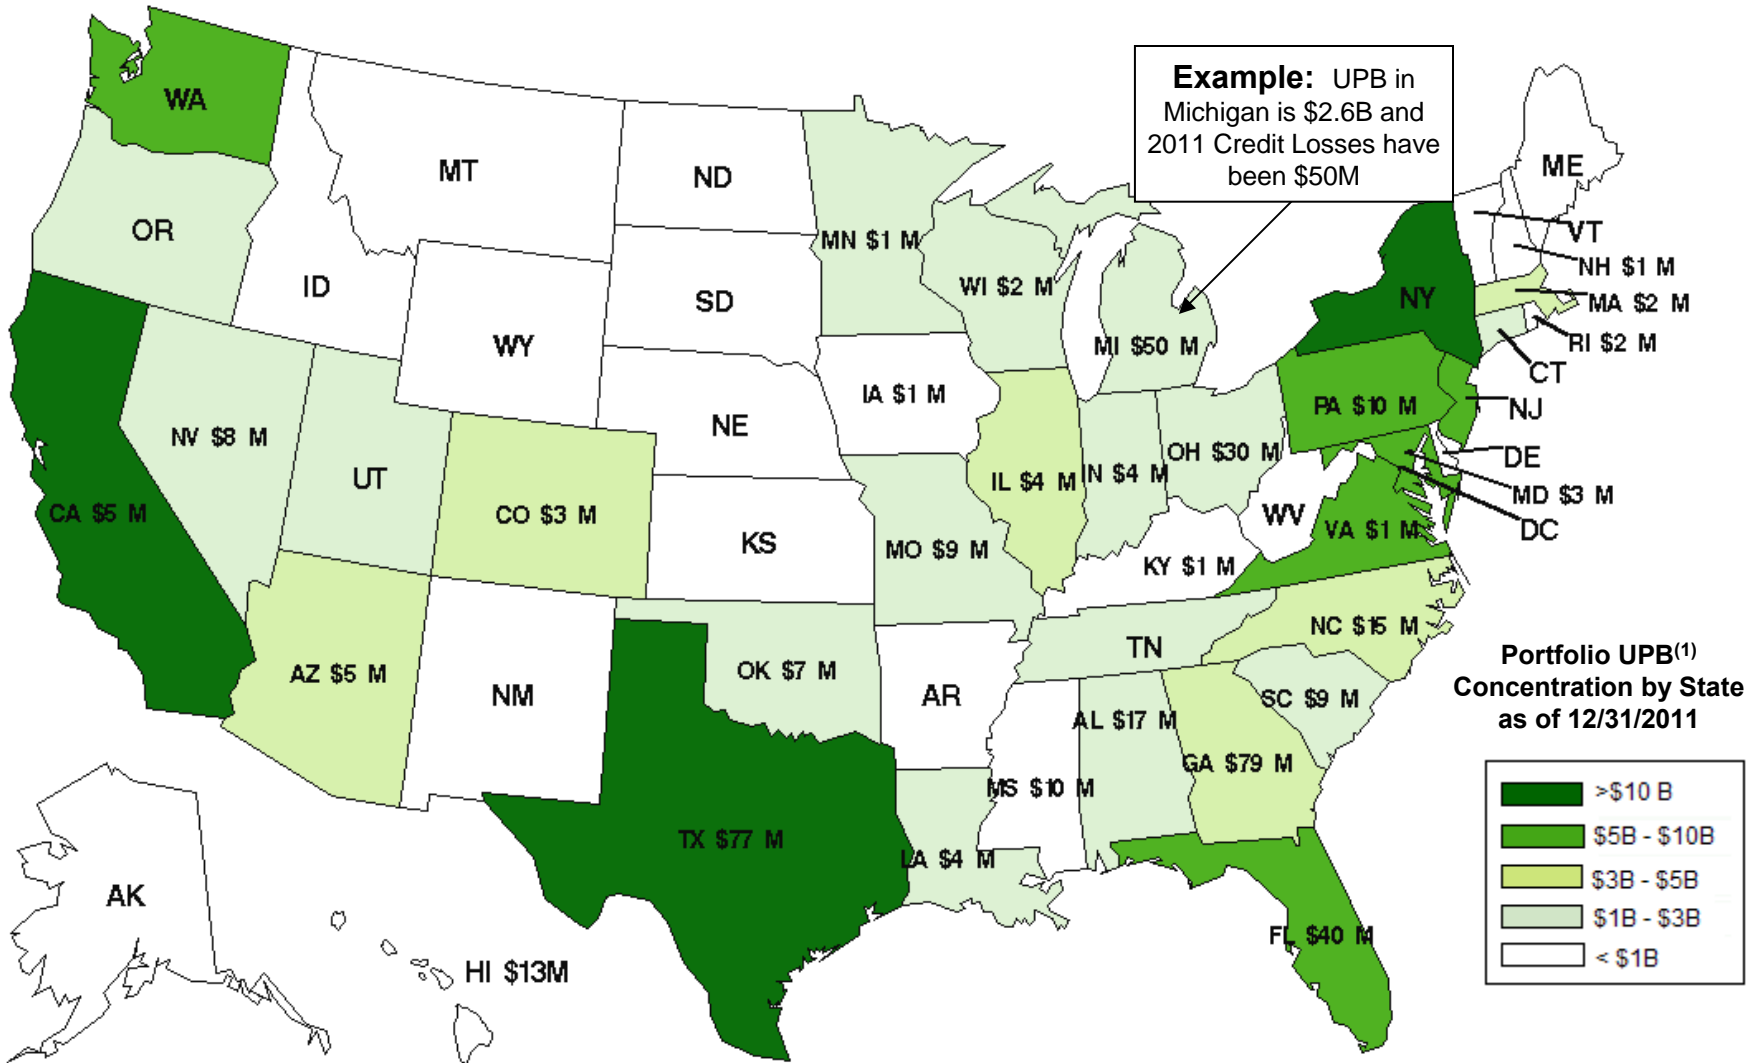 Example: UPB in
Michigan is $2.6B and
2011 Credit Losses have
been $50M
WA
MT
ND
ME
OR
MN $1 M
VT
ID
SD
WI $2 M
NH $1 M
NY
MA $2 M
WY
MI $50 M
RI $2 M
CT
IA $1 M
PA $10 M
NJ
NE
NV $8 M
UT
OH $30 M
DE
CA $5 M
CO $3 M
IL $4 M
IN $4 M
MD $3 M
WV
VA $1 M
DC
KS
MO $9 M
KY $1 M
NC $15 M
TN
AZ $5 M
OK $7 M
NM
AR
SC $9 M
AL $17 M
GA $79 M
MS $10 M
TX $77 M
LA $4 M
AK
FL $40 M
HI $13M
Portfolio UPB(1)
Concentration by State
as of 12/31/2011
>$10 B
$5B - $10B
$3B - $5B
$1B - $3B
< $1B